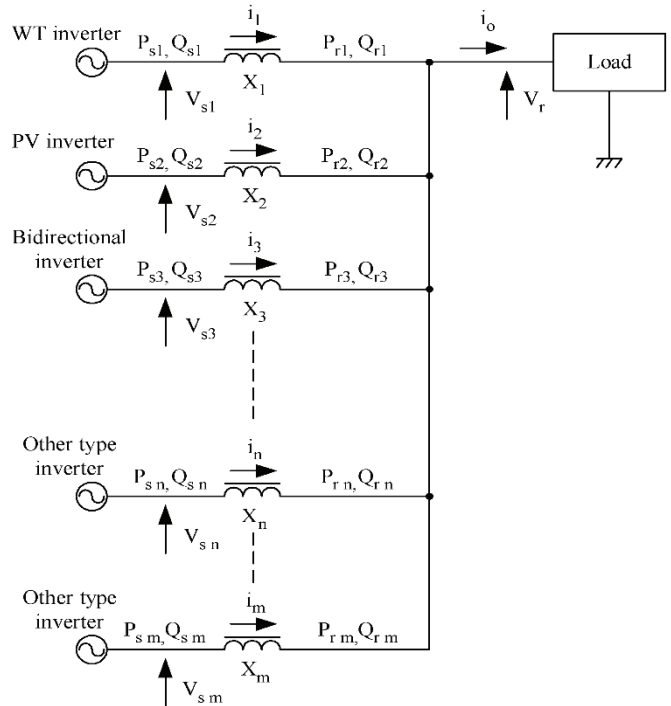 WT inverter
P_s1, Q_s1
i_1
P_r1, Q_r1
i_o
Load
X_1
V_s1
V_r
PV inverter
P_s2, Q_s2
i_2
P_r2, Q_r2
X_2
V_s2
Bidirectional
inverter
P_s3, Q_s3
i_3
P_r3, Q_r3
X_3
V_s3
Other type
inverter
P_s n, Q_s n
i_n
P_r n, Q_r n
X_n
V_s n
Other type
inverter
P_s m, Q_s m
i_m
P_r m, Q_r m
X_m
V_s m